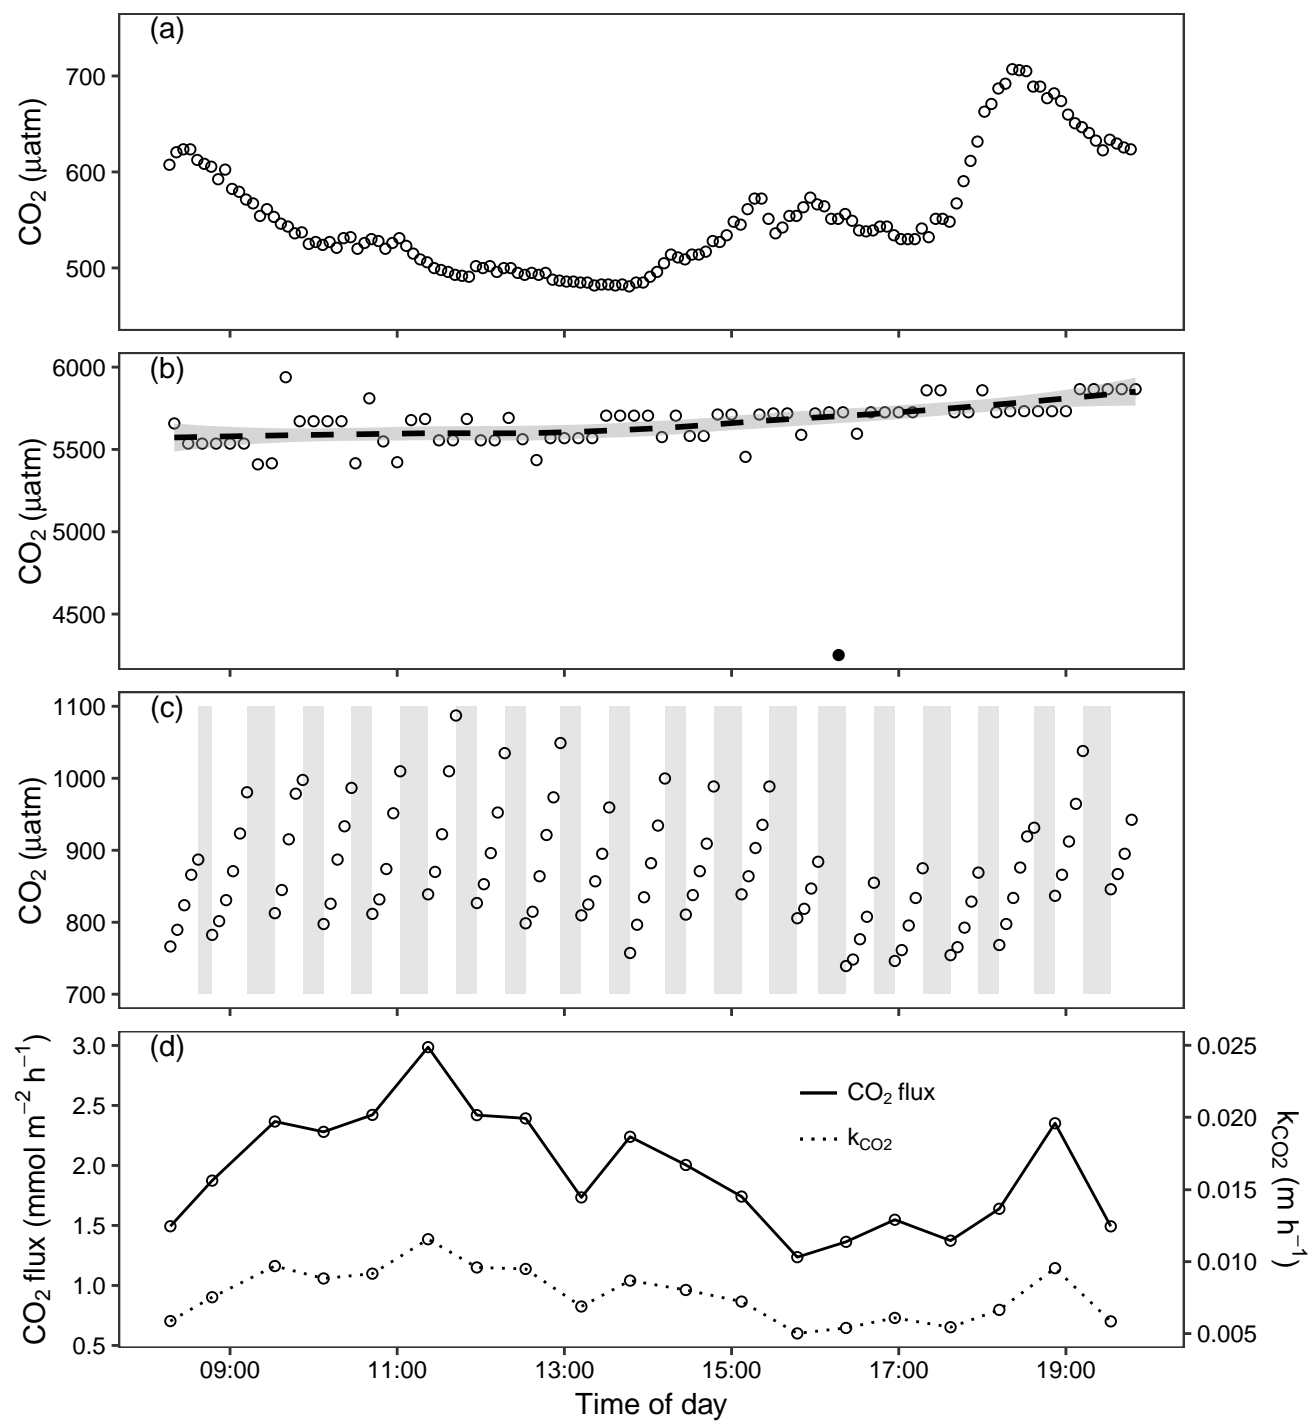 (a)
CO₂ (µatm)
700
600
500
(b)
CO₂ (µatm)
6000
5500
5000
4500
(c)
CO₂ (µatm)
1100
1000
900
800
700
(d)
CO₂ flux (mmol m⁻² h⁻¹)
3.0
2.5
2.0
1.5
1.0
0.5
CO₂ flux
k_CO2
0.025
0.020
0.015
0.010
0.005
k_CO2 (m h⁻¹)
09:00 11:00 13:00 15:00 17:00 19:00
Time of day